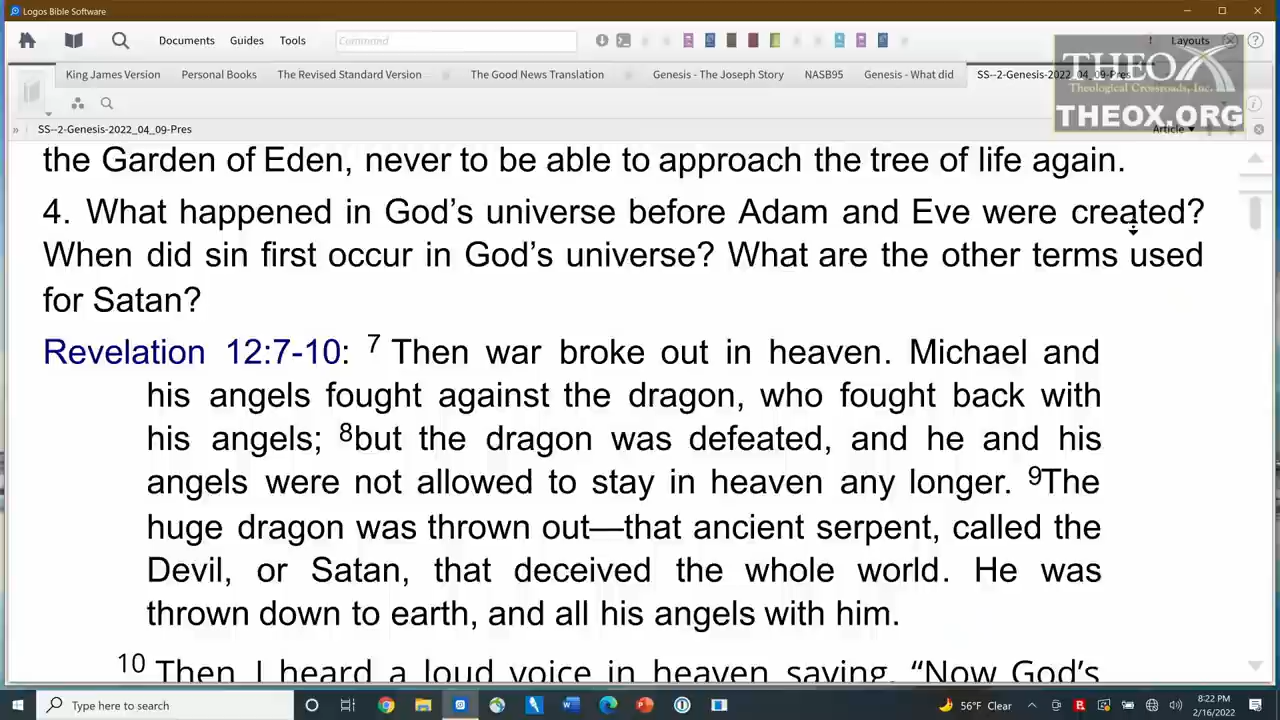 Logos Bible Software
Documents Guides Tools Command Layouts
King James Version Personal Books The Revised Standard Version The Good News Translation Genesis - The Joseph Story NASB95 Genesis - What did SS--2-Genesis-2022_04_09-Pres
THEOX
Theological Crossroads, Inc.
THEOX.ORG
» SS--2-Genesis-2022_04_09-Pres Article
the Garden of Eden, never to be able to approach the tree of life again.
4. What happened in God’s universe before Adam and Eve were created?
When did sin first occur in God’s universe? What are the other terms used
for Satan?
Revelation 12:7-10: 7 Then war broke out in heaven. Michael and
his angels fought against the dragon, who fought back with
his angels; 8but the dragon was defeated, and he and his
angels were not allowed to stay in heaven any longer. 9The
huge dragon was thrown out—that ancient serpent, called the
Devil, or Satan, that deceived the whole world. He was
thrown down to earth, and all his angels with him.
10 Then I heard a loud voice in heaven saying, “Now God’s
Type here to search
56°F Clear
8:22 PM
2/16/2022